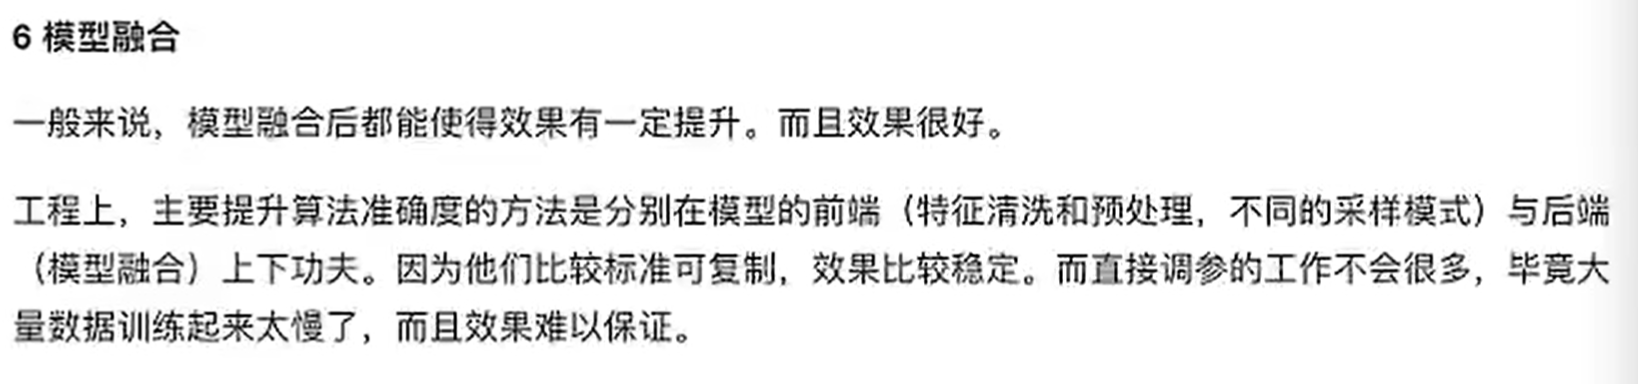 6 模型融合
一般来说，模型融合后都能使得效果有一定提升。而且效果很好。
工程上，主要提升算法准确度的方法是分别在模型的前端（特征清洗和预处理，不同的采样模式）与后端
（模型融合）上下功夫。因为他们比较标准可复制，效果比较稳定。而直接调参的工作不会很多，毕竟大
量数据训练起来太慢了，而且效果难以保证。